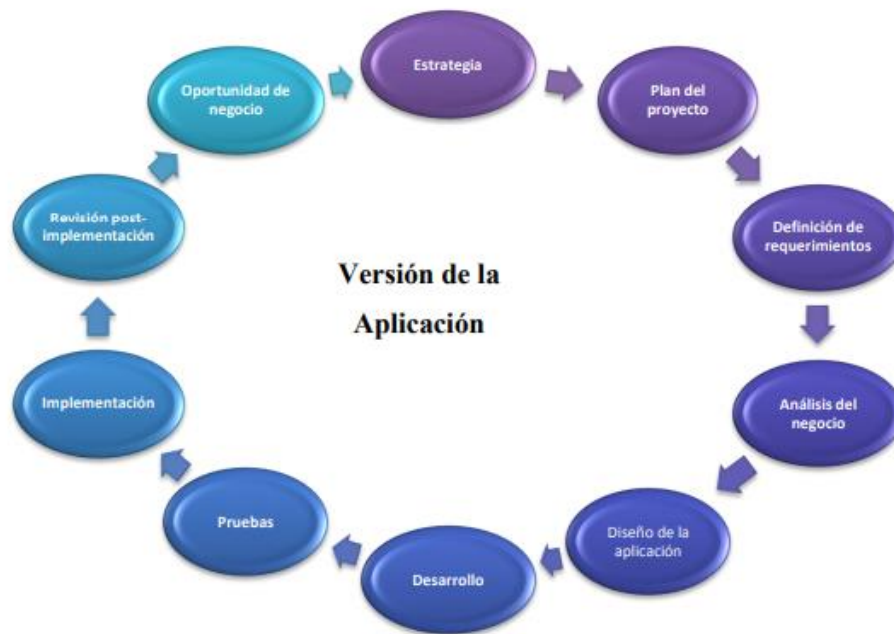 Estrategia
Plan del
proyecto
Definición de
requerimientos
Análisis del
negocio
Diseño de la
aplicación
Desarrollo
Pruebas
Implementación
Revisión post-
implementación
Oportunidad de
negocio
Versión de la
Aplicación